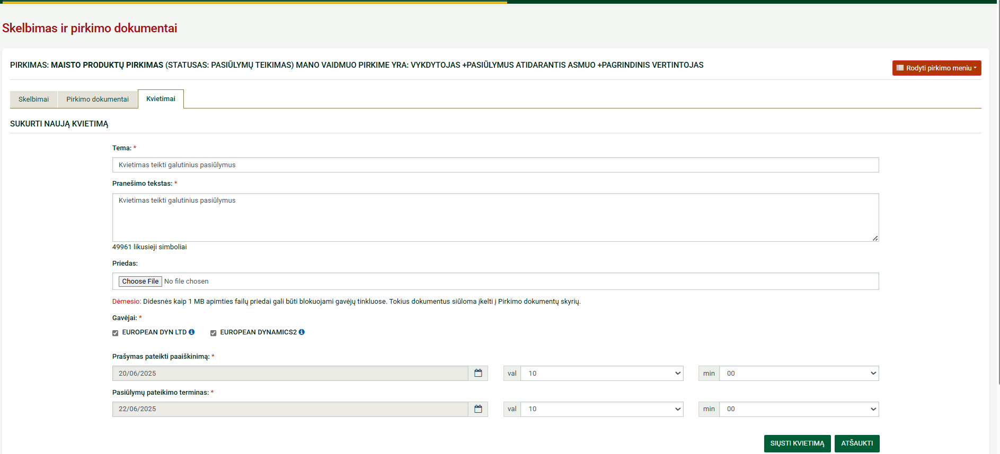 Skelbimas ir pirkimo dokumentai
PIRKIMAS: MAISTO PRODUKTŲ PIRKIMAS (STATUSAS: PASIŪLYMŲ TEIKIMAS) MANO VAIDMUO PIRKIME YRA: VYKDYTOJAS +PASIŪLYMUS ATIDARANTIS ASMUO +PAGRINDINIS VERTINTOJAS
Rodyti pirkimo meniu
Skelbimai Pirkimo dokumentai Kvietimai
SUKURTI NAUJĄ KVIETIMĄ
Tema: *
Kvietimas teikti galutinius pasiūlymus
Pranešimo tekstas: *
Kvietimas teikti galutinius pasiūlymus
49961 likusieji simboliai
Priedas:
Choose File No file chosen
Dėmesio: Didesnės kaip 1 MB apimties failų priedai gali būti blokuojami gavėjų tinkluose. Tokius dokumentus siūloma įkelti į Pirkimo dokumentų skyrių.
Gavėjai: *
EUROPEAN DYN LTD EUROPEAN DYNAMICS2
Prašymas pateikti paaiškinimą: *
20/06/2025 val 10 min 00
Pasiūlymų pateikimo terminas: *
22/06/2025 val 10 min 00
SIŲSTI KVIETIMĄ ATŠAUKTI